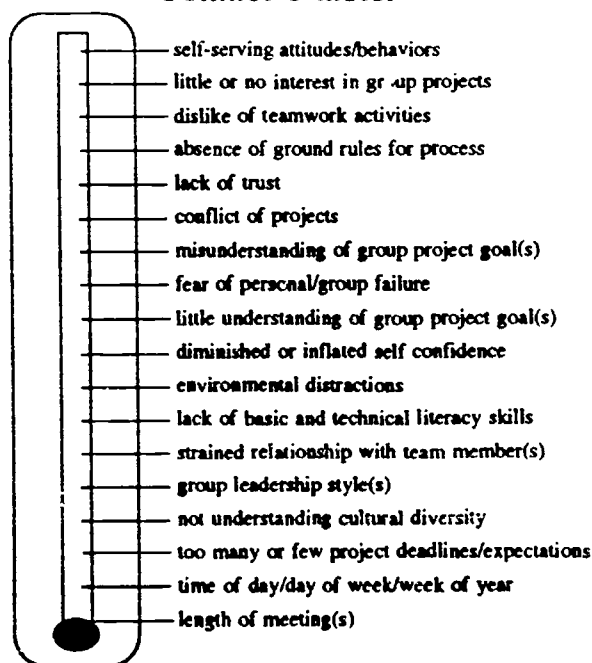 self-serving attitudes/behaviors
little or no interest in group projects
dislike of teamwork activities
absence of ground rules for process
lack of trust
conflict of projects
misunderstanding of group project goal(s)
fear of personal/group failure
little understanding of group project goal(s)
diminished or inflated self confidence
environmental distractions
lack of basic and technical literacy skills
strained relationship with team member(s)
group leadership style(s)
not understanding cultural diversity
too many or few project deadlines/expectations
time of day/day of week/week of year
length of meeting(s)